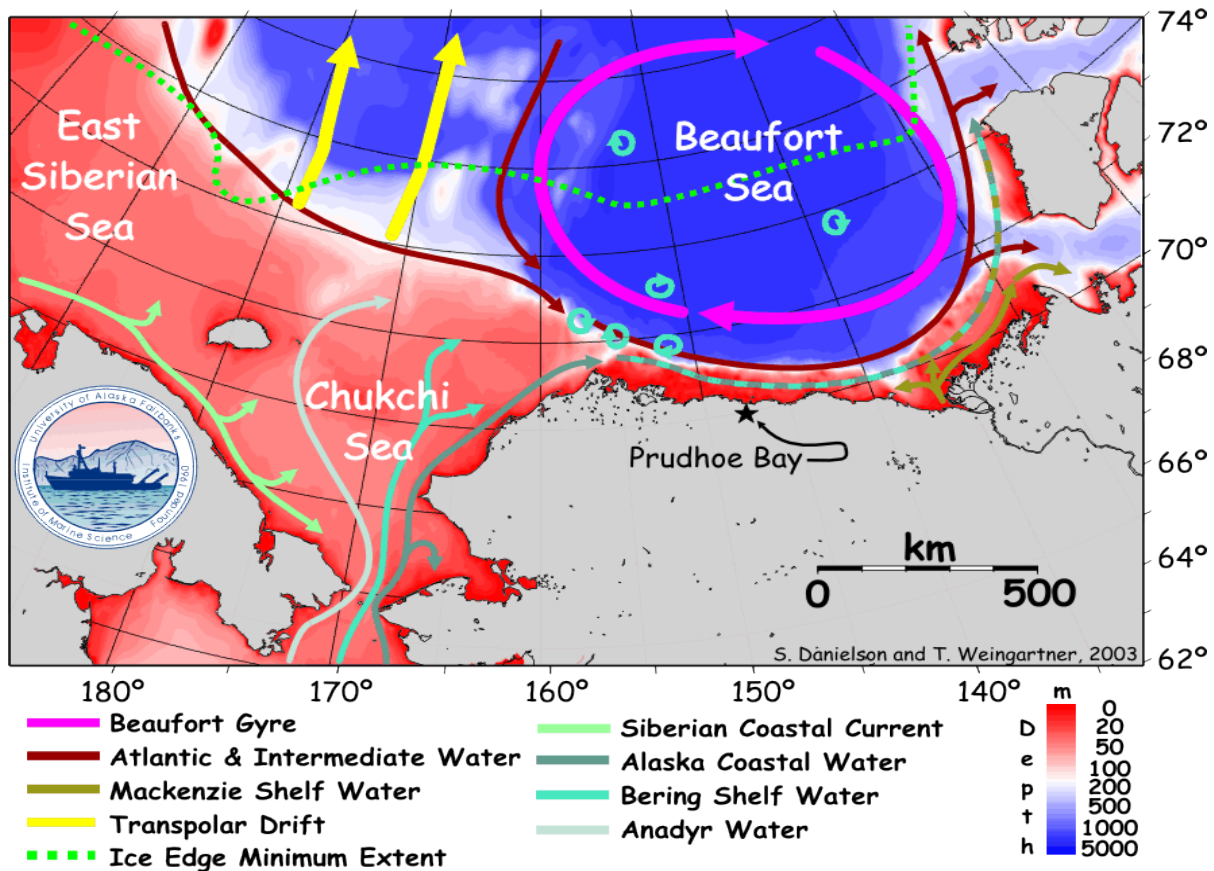 74°
72°
70°
68°
66°
64°
62°
East
Siberian
Sea
Beaufort
Sea
Chukchi
Sea
University of Alaska Fairbanks
Institute of Marine Science
Founded 1960
Prudhoe Bay
km
0 500
S. Danielson and T. Weingartner, 2003
180° 170° 160° 150° 140°
Beaufort Gyre
Atlantic & Intermediate Water
Mackenzie Shelf Water
Transpolar Drift
Ice Edge Minimum Extent
Siberian Coastal Current
Alaska Coastal Water
Bering Shelf Water
Anadyr Water
Depth
m
0
20
50
100
200
500
1000
5000